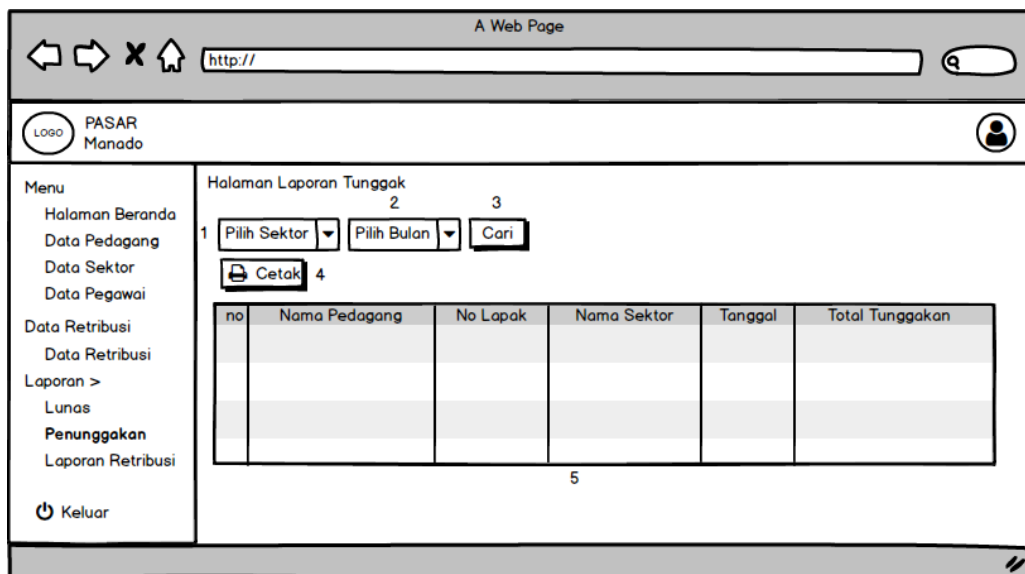 A Web Page
http://
LOGO
PASAR
Manado
Menu
Halaman Beranda
Data Pedagang
Data Sektor
Data Pegawai
Data Retribusi
Data Retribusi
Laporan >
Lunas
Penunggakan
Laporan Retribusi
Keluar
Halaman Laporan Tunggak
2 3
1 Pilih Sektor Pilih Bulan Cari
Cetak 4
no Nama Pedagang No Lapak Nama Sektor Tanggal Total Tunggakan
5